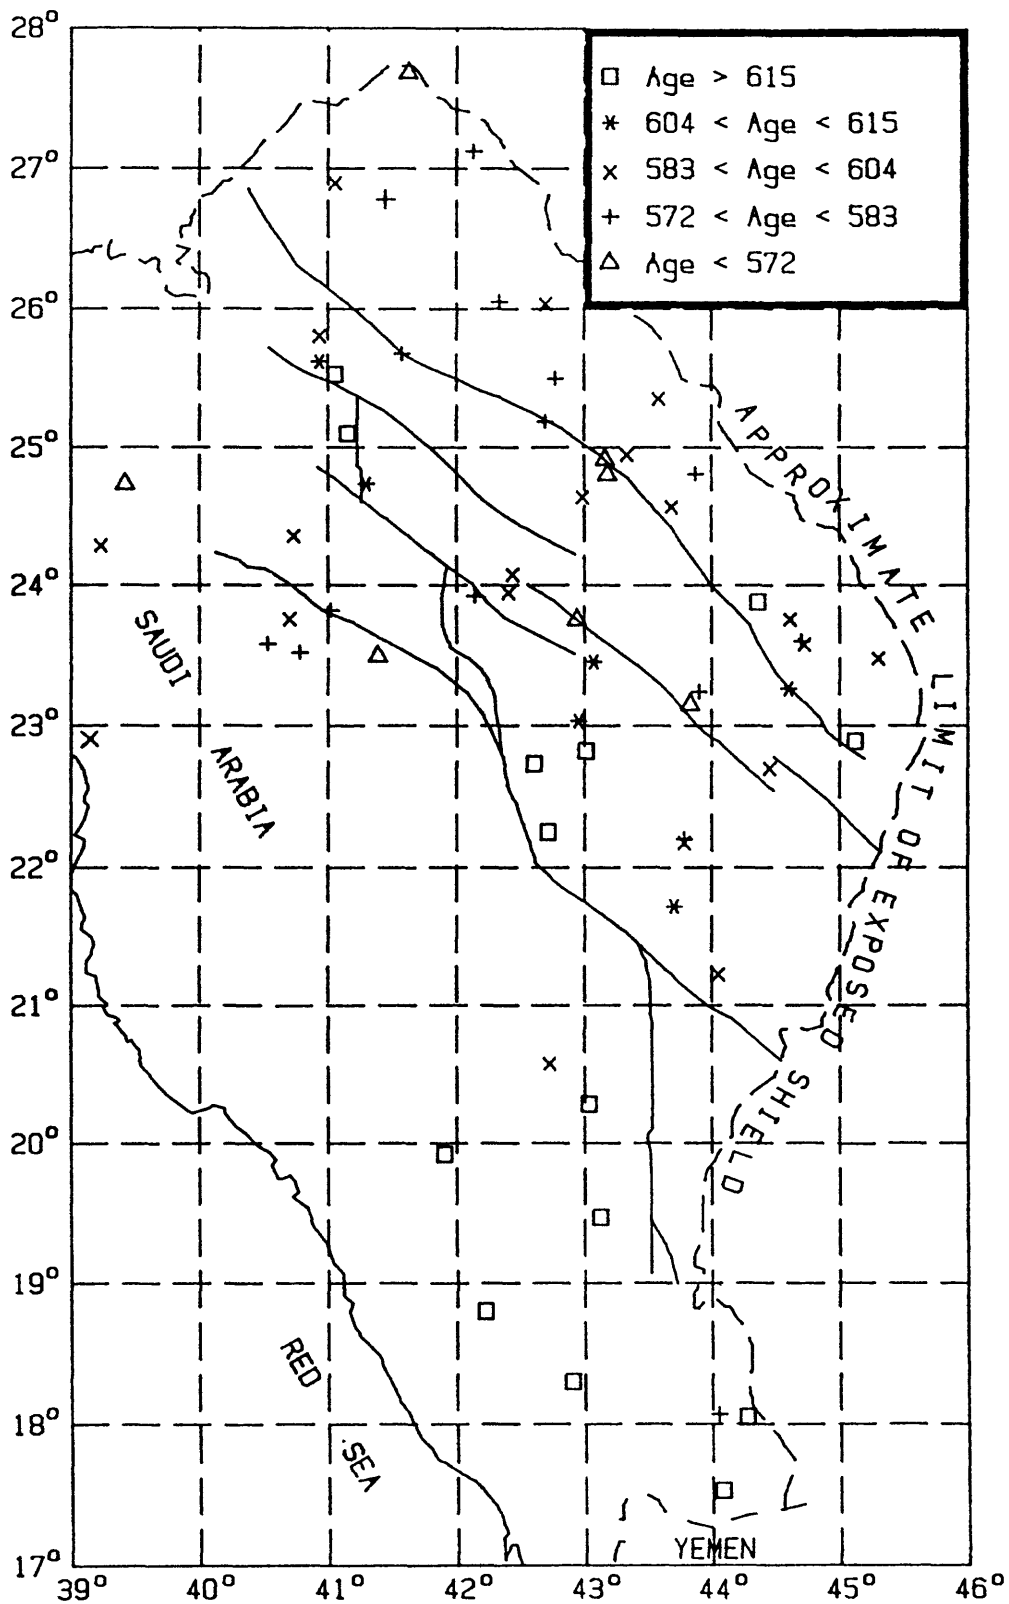 28°
27°
26°
25°
24°
23°
22°
21°
20°
19°
18°
17°
Age > 615
604 < Age < 615
583 < Age < 604
572 < Age < 583
Age < 572
APPROXIMATE LIMIT OF EXPOSED SHIELD
SAUDI
ARABIA
RED
SEA
YEMEN
39° 40° 41° 42° 43° 44° 45° 46°